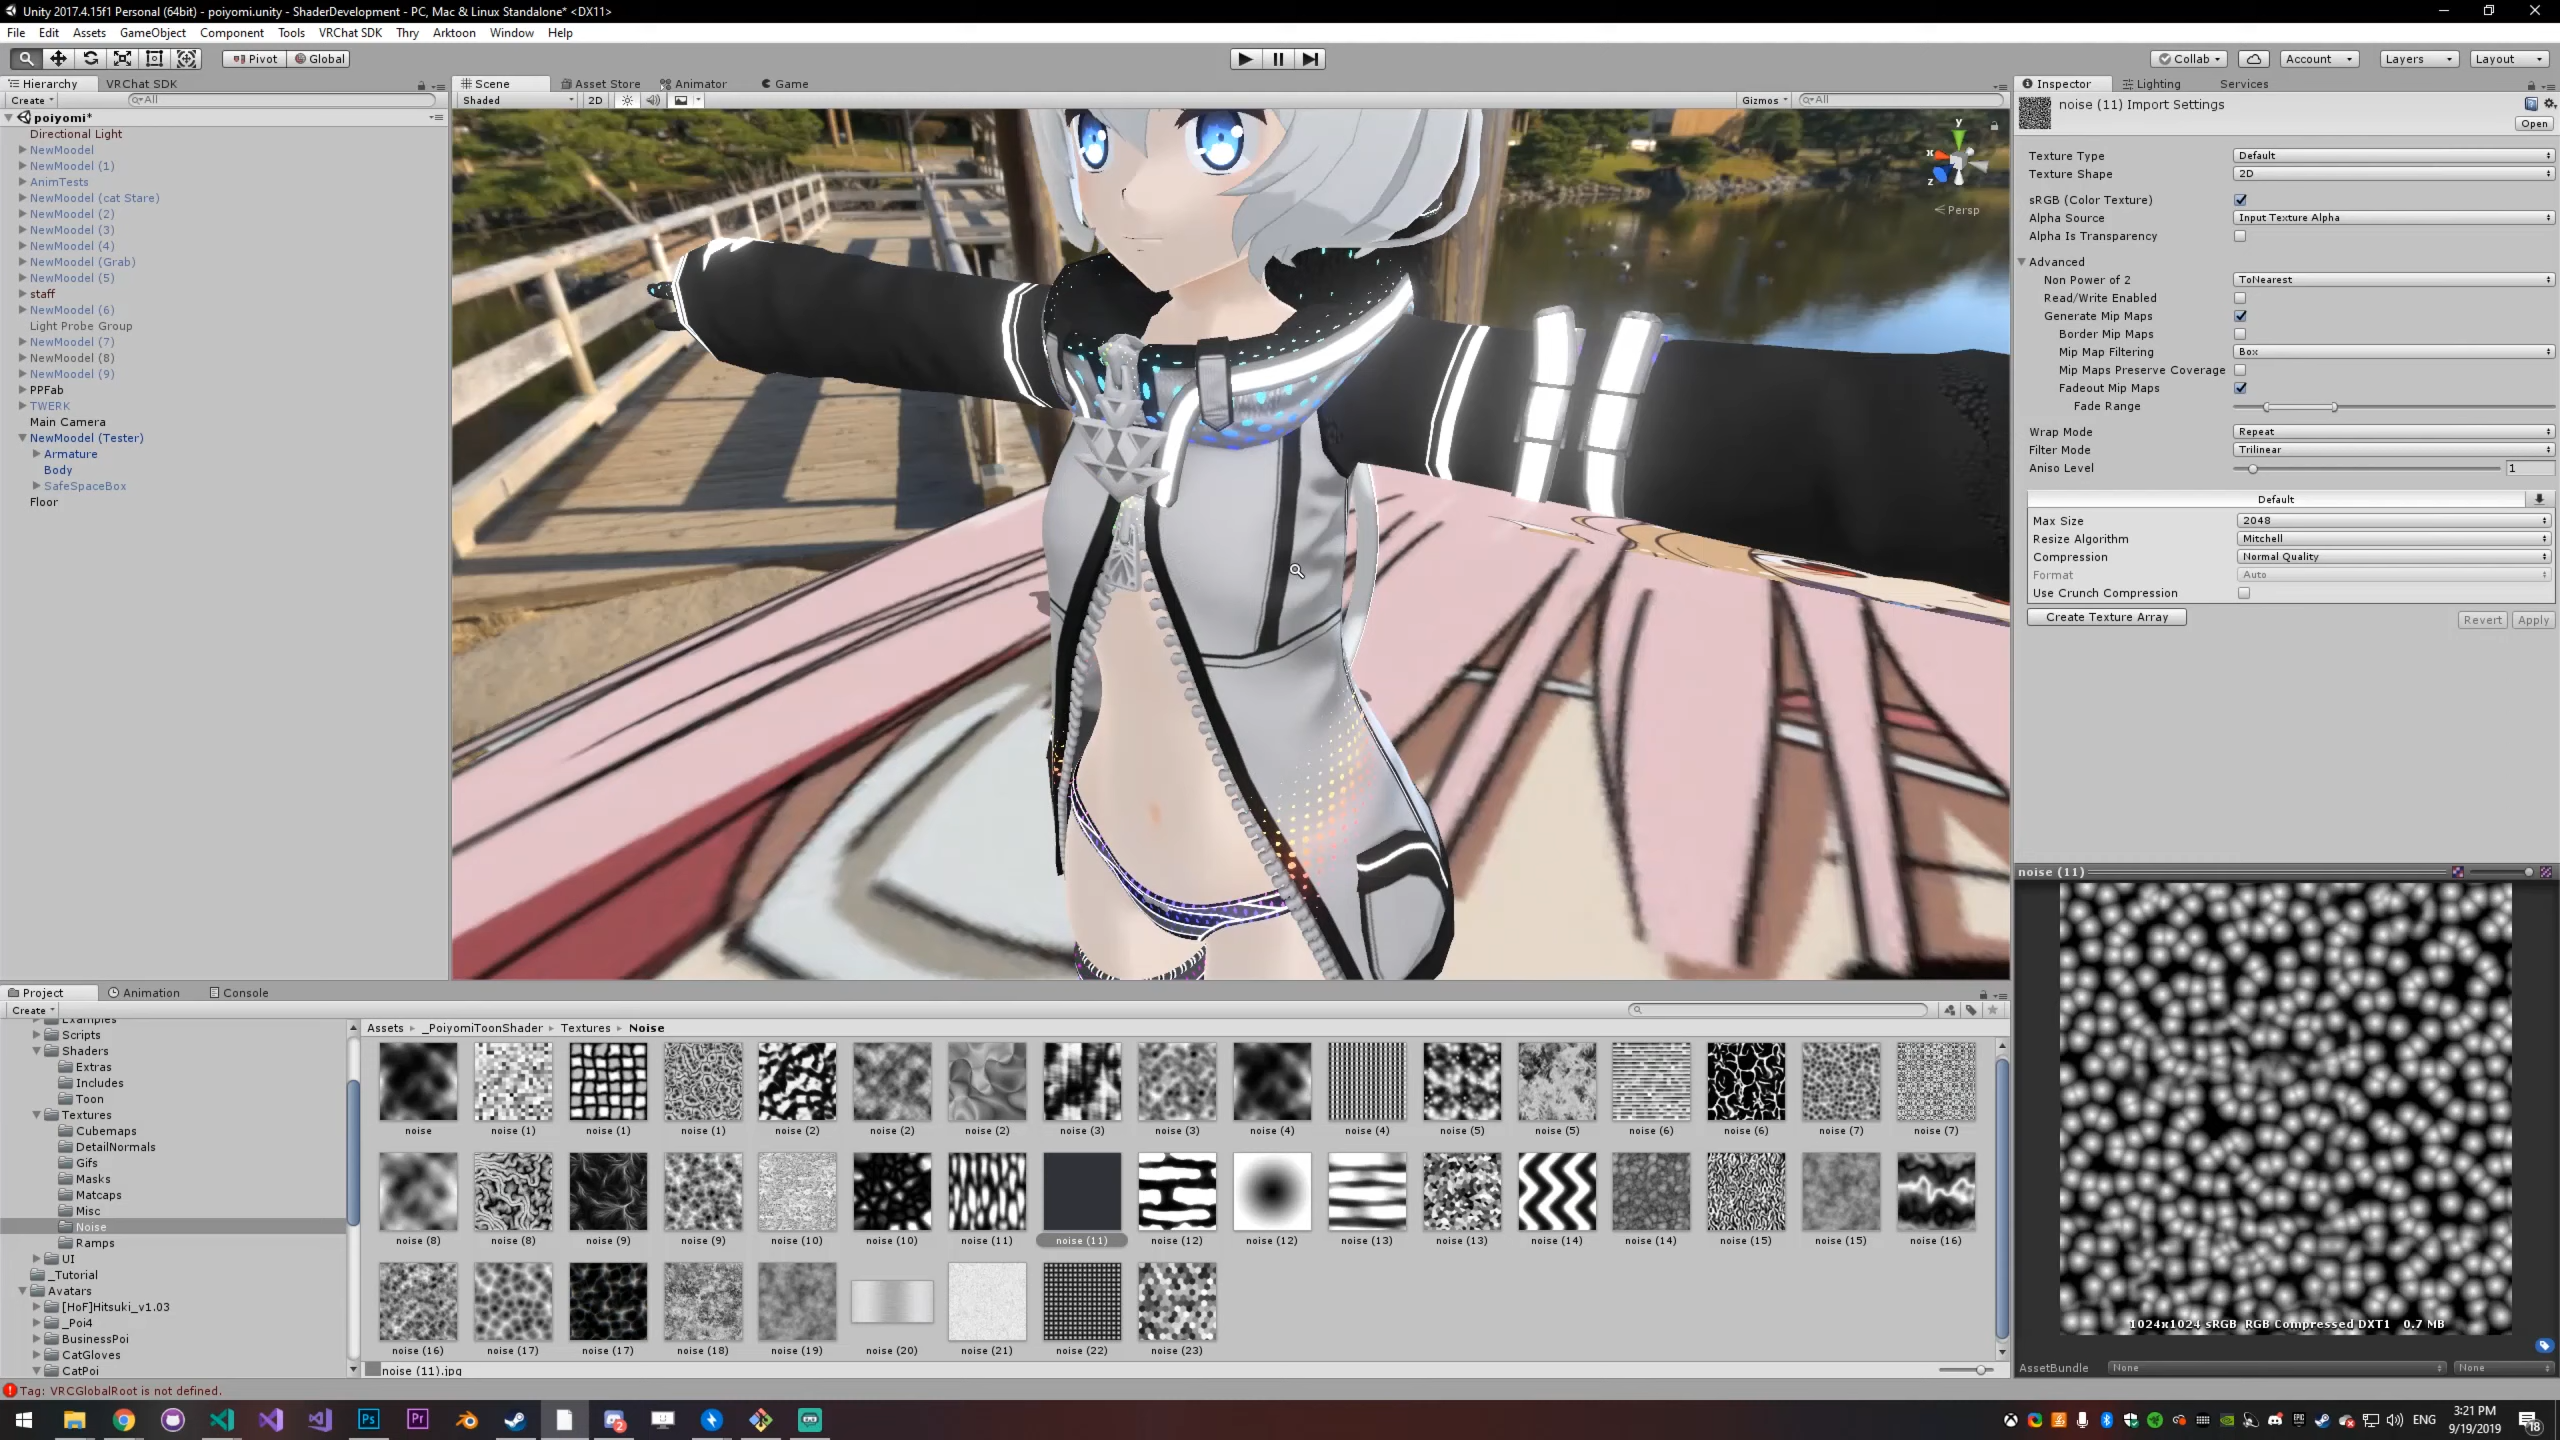 Unity 2017.4.15f1 Personal (64bit) - poiyomi.unity - ShaderDevelopment - PC, Mac & Linux Standalone* <DX11>
File Edit Assets GameObject Component Tools VRChat SDK Thry Arktoon Window Help
Pivot Global Collab Account Layers Layout
Hierarchy VRChat SDK
Create All
poiyomi*
Directional Light
NewMoodel
NewMoodel (1)
AnimTests
NewMoodel (cat Stare)
NewMoodel (2)
NewMoodel (3)
NewMoodel (4)
NewMoodel (Grab)
NewMoodel (5)
staff
NewMoodel (6)
Light Probe Group
NewMoodel (7)
NewMoodel (8)
NewMoodel (9)
PPFab
TWERK
Main Camera
NewMoodel (Tester)
Armature
Body
SafeSpaceBox
Floor
Scene Asset Store Animator Game
Shaded 2D Gizmos All
y
x
z
Persp
Inspector Lighting Services
noise (11) Import Settings
Open
Texture Type Default
Texture Shape 2D
sRGB (Color Texture)
Alpha Source Input Texture Alpha
Alpha Is Transparency
Advanced
Non Power of 2 ToNearest
Read/Write Enabled
Generate Mip Maps
Border Mip Maps
Mip Map Filtering Box
Mip Maps Preserve Coverage
Fadeout Mip Maps
Fade Range
Wrap Mode Repeat
Filter Mode Trilinear
Aniso Level 1
Default
Max Size 2048
Resize Algorithm Mitchell
Compression Normal Quality
Format Auto
Use Crunch Compression
Create Texture Array Revert Apply
noise (11)
1024x1024 sRGB RGB Compressed DXT1 0.7 MB
AssetBundle None None
Project Animation Console
Create
Examples
Scripts
Shaders
Extras
Includes
Toon
Textures
Cubemaps
DetailNormals
Gifs
Masks
Matcaps
Misc
Noise
Ramps
UI
_Tutorial
Avatars
[HoF]Hitsuki_v1.03
_Poi4
BusinessPoi
CatGloves
CatPoi
Assets _PoiyomiToonShader Textures Noise
noise noise (1) noise (1) noise (1) noise (2) noise (2) noise (2) noise (3) noise (3) noise (4) noise (4) noise (5) noise (5) noise (6) noise (6) noise (7) noise (7)
noise (8) noise (8) noise (9) noise (9) noise (10) noise (10) noise (11) noise (11) noise (12) noise (12) noise (13) noise (13) noise (14) noise (14) noise (15) noise (15) noise (16)
noise (16) noise (17) noise (17) noise (18) noise (19) noise (20) noise (21) noise (22) noise (23)
noise (11).jpg
Tag: VRCGlobalRoot is not defined.
Ps Pr 2 ENG 3:21 PM
9/19/2019 18